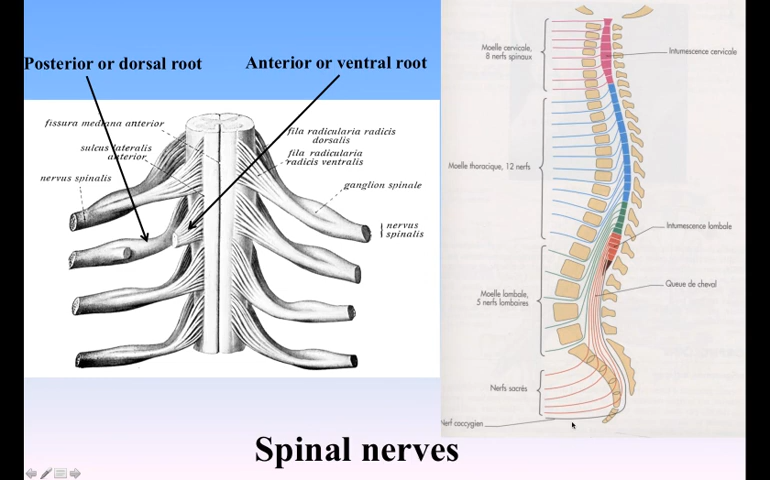 Posterior or dorsal root
Anterior or ventral root
fissura mediana anterior
sulcus lateralis
anterior
nervus spinalis
fila radicularia radicis
dorsalis
fila radicularia
radicis ventralis
ganglion spinale
nervus
spinalis
Moelle cervicale,
8 nerfs spinaux
Intumescence cervicale
Moelle thoracique, 12 nerfs
Intumescence lombale
Moelle lombale,
5 nerfs lombaires
Queue de cheval
Nerfs sacrés
Nerf coccygien
Spinal nerves